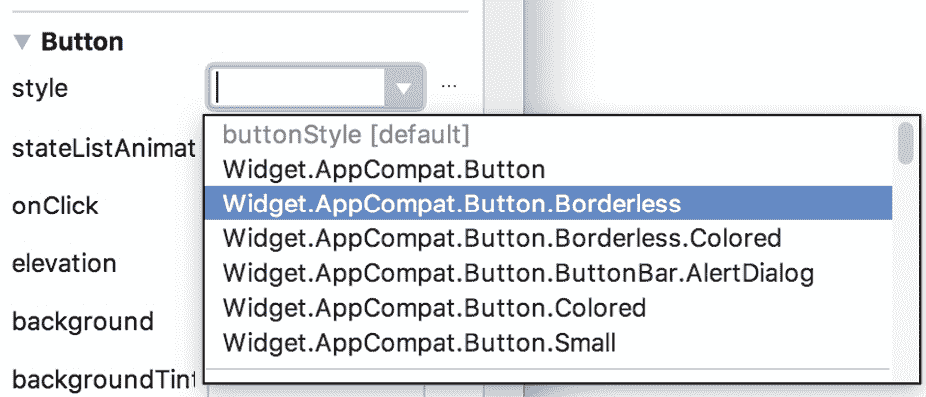 ▼ Button
style
...
buttonStyle [default]
stateListAnimat
Widget.AppCompat.Button
onClick
Widget.AppCompat.Button.Borderless
Widget.AppCompat.Button.Borderless.Colored
elevation
Widget.AppCompat.Button.ButtonBar.AlertDialog
background
Widget.AppCompat.Button.Colored
Widget.AppCompat.Button.Small
backgroundTint